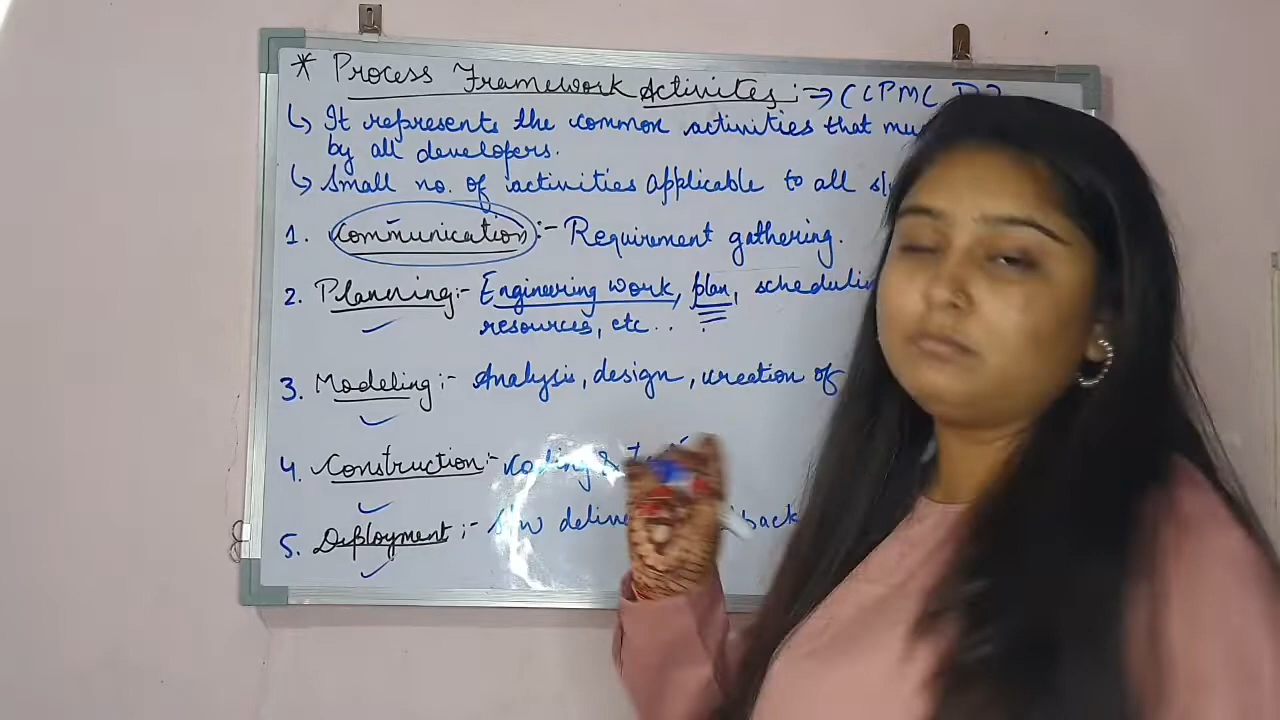 * Process Framework Activites :- ⇒ (CPMC D)
↳ It represents the common activities that
by all developers.
↳ Small no. of activities applicable to all
1. Communication :- Requirement gathering.
2. Planning :- Engineering work, plan,
resources, etc..
3. Modeling :- Analysis, design, creation of
4. Construction :- Coding &
5. Deployment :- S/w